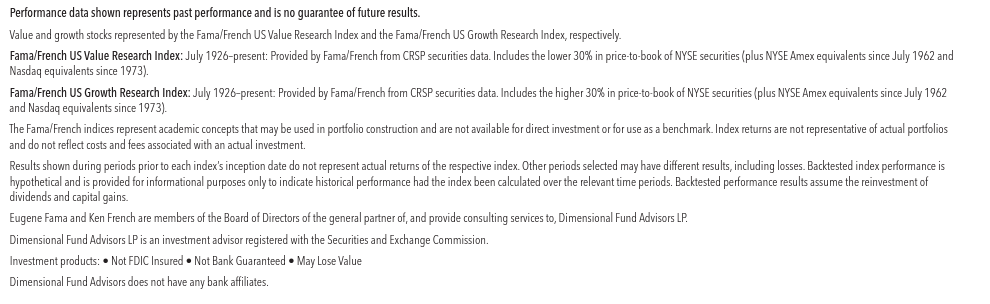 Performance data shown represents past performance and is no guarantee of future results.
Value and growth stocks represented by the Fama/French US Value Research Index and the Fama/French US Growth Research Index, respectively.
Fama/French US Value Research Index: July 1926–present: Provided by Fama/French from CRSP securities data. Includes the lower 30% in price-to-book of NYSE securities (plus NYSE Amex equivalents since July 1962 and
Nasdaq equivalents since 1973).
Fama/French US Growth Research Index: July 1926–present: Provided by Fama/French from CRSP securities data. Includes the higher 30% in price-to-book of NYSE securities (plus NYSE Amex equivalents since July 1962
and Nasdaq equivalents since 1973).
The Fama/French indices represent academic concepts that may be used in portfolio construction and are not available for direct investment or for use as a benchmark. Index returns are not representative of actual portfolios
and do not reflect costs and fees associated with an actual investment.
Results shown during periods prior to each index's inception date do not represent actual returns of the respective index. Other periods selected may have different results, including losses. Backtested index performance is
hypothetical and is provided for informational purposes only to indicate historical performance had the index been calculated over the relevant time periods. Backtested performance results assume the reinvestment of
dividends and capital gains.
Eugene Fama and Ken French are members of the Board of Directors of the general partner of, and provide consulting services to, Dimensional Fund Advisors LP.
Dimensional Fund Advisors LP is an investment advisor registered with the Securities and Exchange Commission.
Investment products: • Not FDIC Insured • Not Bank Guaranteed • May Lose Value
Dimensional Fund Advisors does not have any bank affiliates.